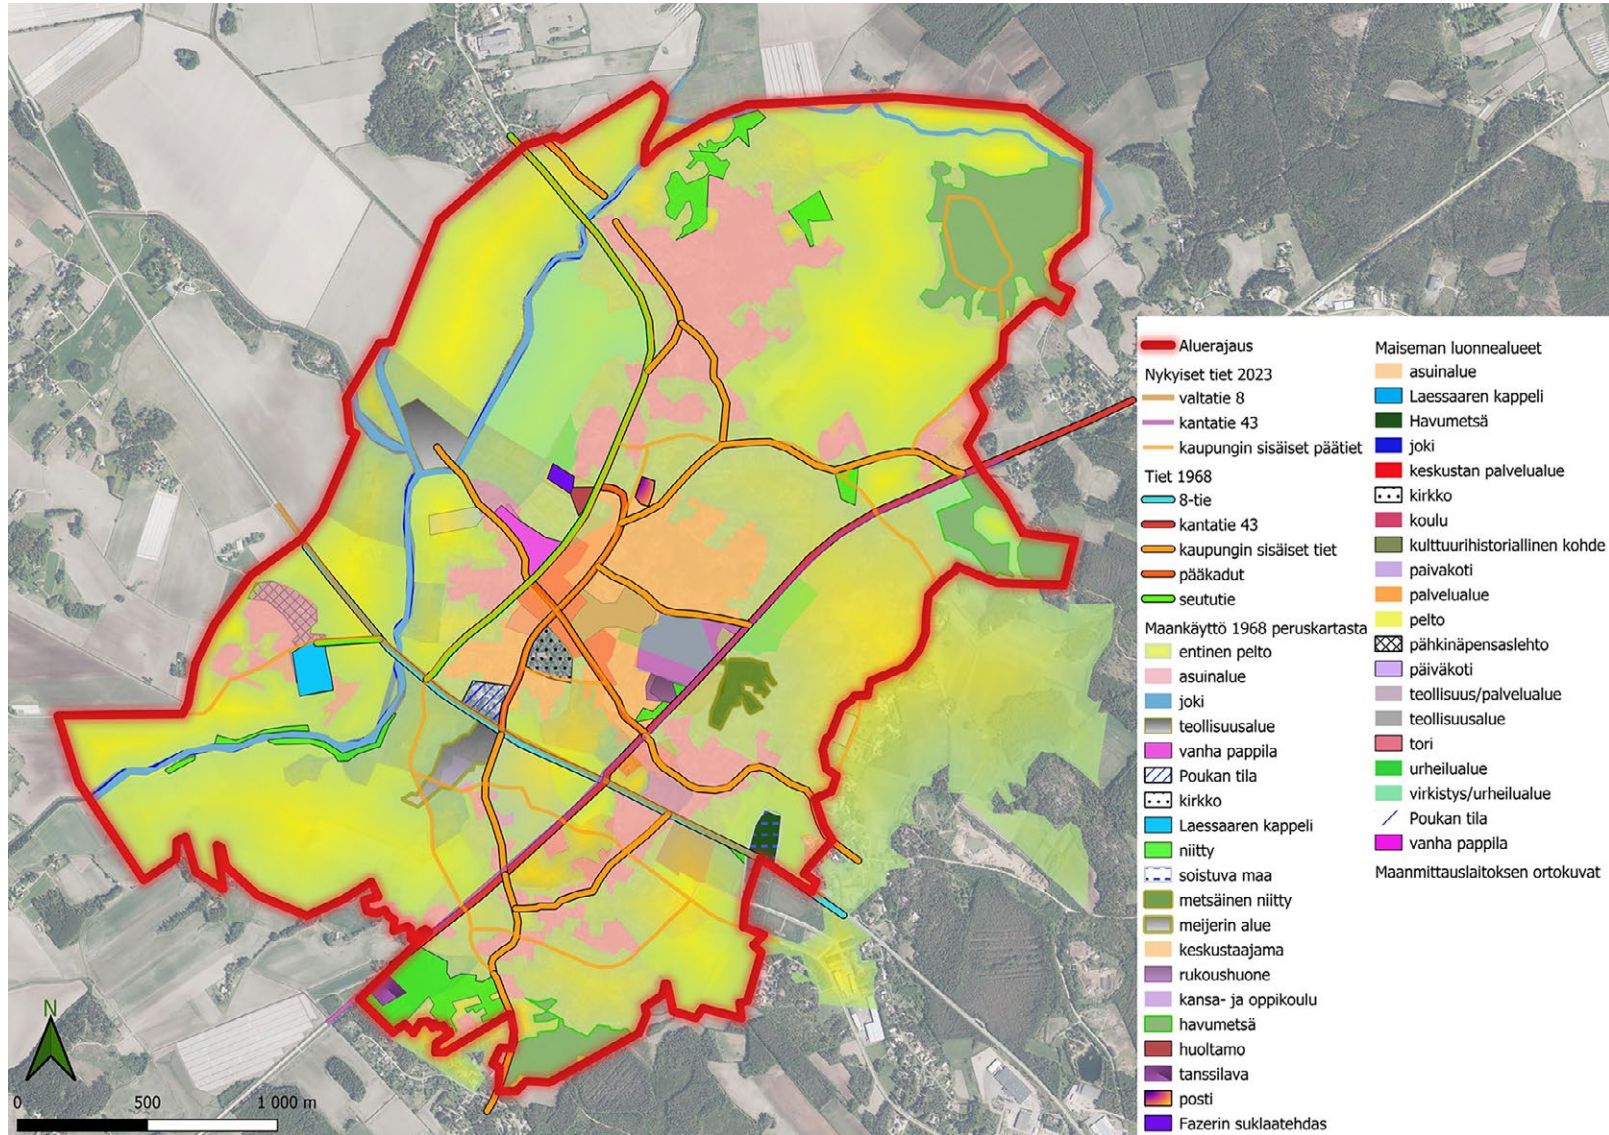 N
0 500 1 000 m
Aluerajaus
Nykyiset tiet 2023
valtatie 8
kantatie 43
kaupungin sisäiset päätiet
Tiet 1968
8-tie
kantatie 43
kaupungin sisäiset tiet
pääkadut
seututie
Maankäyttö 1968 peruskartasta
entinen pelto
asuinalue
joki
teollisuusalue
vanha pappila
Poukan tila
kirkko
Laessaaren kappeli
niitty
soistuva maa
metsäinen niitty
meijerin alue
keskustaajama
rukoushuone
kansa- ja oppikoulu
havumetsä
huoltamo
tanssilava
posti
Fazerin suklaatehdas
Maiseman luonnealueet
asuinalue
Laessaaren kappeli
Havumetsä
joki
keskustan palvelualue
kirkko
koulu
kulttuurihistoriallinen kohde
paivakoti
palvelualue
pelto
pähkinäpensaslehto
päiväkoti
teollisuus/palvelualue
teollisuusalue
tori
urheilualue
virkistys/urheilualue
Poukan tila
vanha pappila
Maanmittauslaitoksen ortokuvat